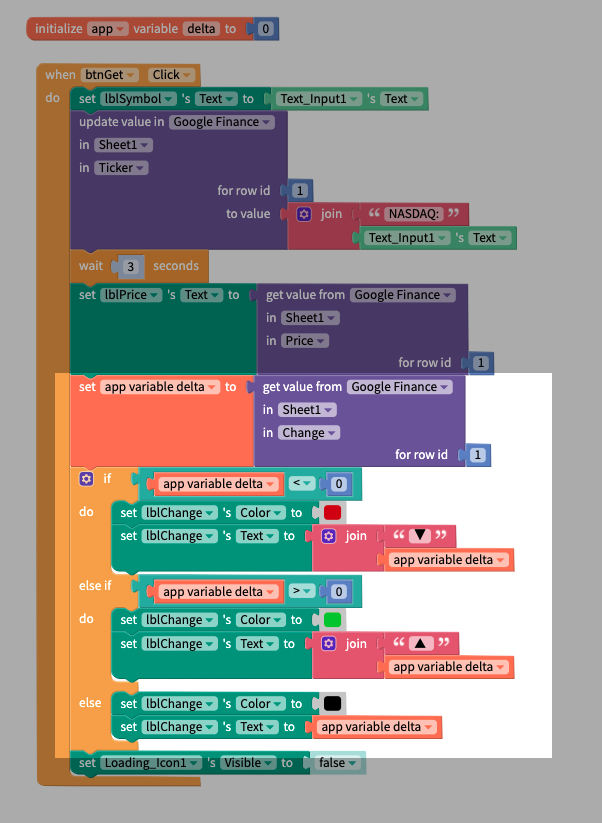 initialize app variable delta to 0
when btnGet Click
do set lblSymbol 's Text to Text_Input1 's Text
update value in Google Finance
in Sheet1
in Ticker
for row id 1
to value join “ NASDAQ: ”
Text_Input1 's Text
wait 3 seconds
set lblPrice 's Text to get value from Google Finance
in Sheet1
in Price
for row id 1
set app variable delta to get value from Google Finance
in Sheet1
in Change
for row id 1
if app variable delta < 0
do set lblChange 's Color to
set lblChange 's Text to join “ ▼ ”
app variable delta
else if app variable delta > 0
do set lblChange 's Color to
set lblChange 's Text to join “ ▲ ”
app variable delta
else set lblChange 's Color to
set lblChange 's Text to app variable delta
set Loading_Icon1 's Visible to false